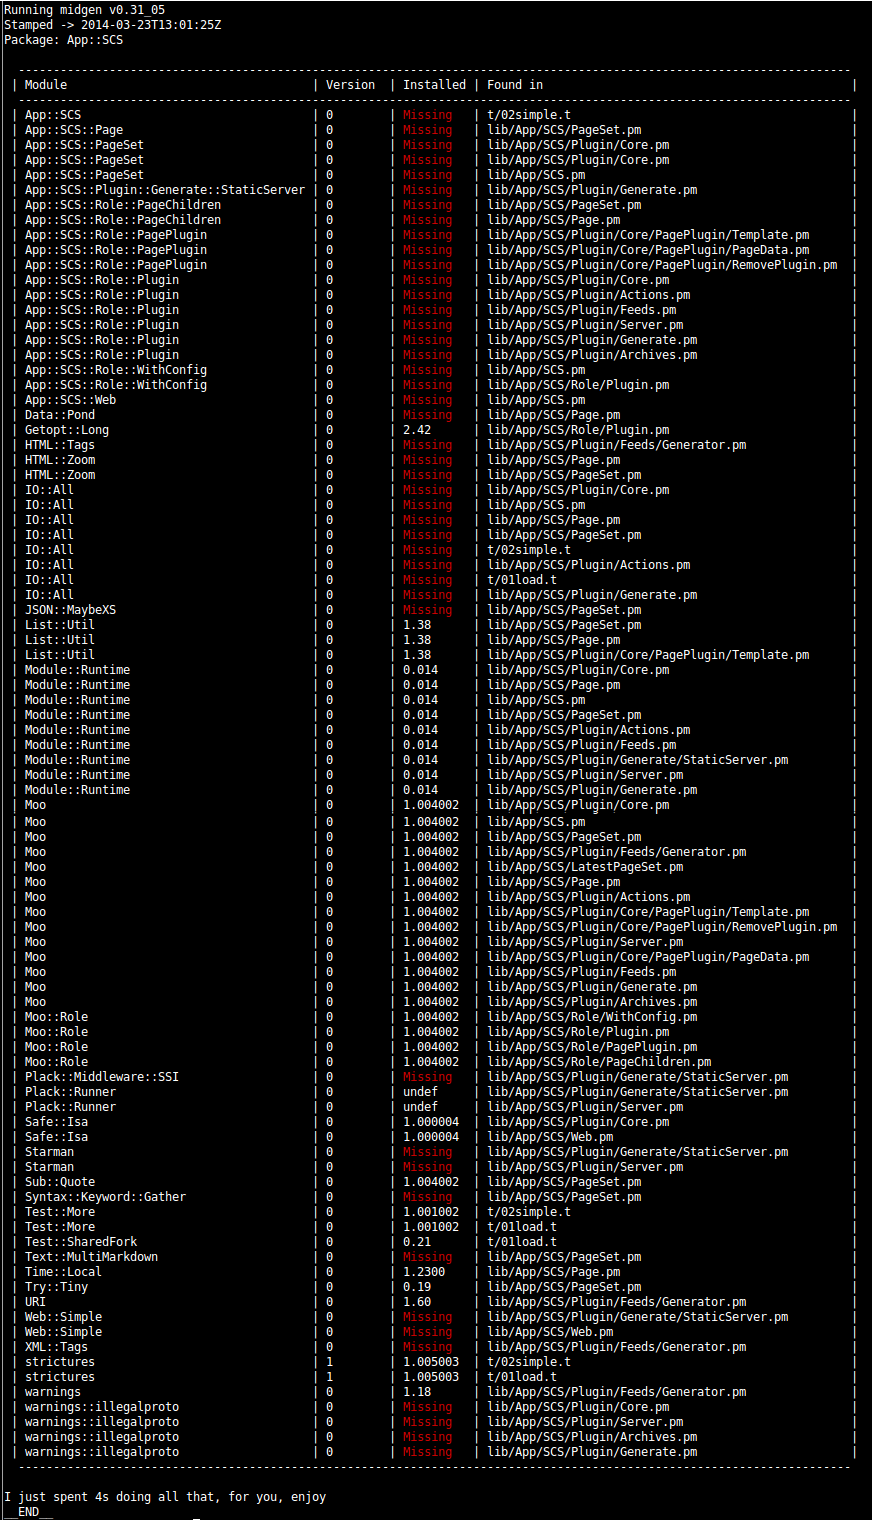 Running midgen v0.31_05
Stamped -> 2014-03-23T13:01:25Z
Package: App::SCS
-----------------------------------------------------------------------------------------------------------------------
| Module | Version | Installed | Found in |
-----------------------------------------------------------------------------------------------------------------------
| App::SCS | 0 | Missing | t/02simple.t |
| App::SCS::Page | 0 | Missing | lib/App/SCS/PageSet.pm |
| App::SCS::PageSet | 0 | Missing | lib/App/SCS/Plugin/Core.pm |
| App::SCS::PageSet | 0 | Missing | lib/App/SCS/Plugin/Core.pm |
| App::SCS::PageSet | 0 | Missing | lib/App/SCS.pm |
| App::SCS::Plugin::Generate::StaticServer | 0 | Missing | lib/App/SCS/Plugin/Generate.pm |
| App::SCS::Role::PageChildren | 0 | Missing | lib/App/SCS/PageSet.pm |
| App::SCS::Role::PageChildren | 0 | Missing | lib/App/SCS/Page.pm |
| App::SCS::Role::PagePlugin | 0 | Missing | lib/App/SCS/Plugin/Core/PagePlugin/Template.pm |
| App::SCS::Role::PagePlugin | 0 | Missing | lib/App/SCS/Plugin/Core/PagePlugin/PageData.pm |
| App::SCS::Role::PagePlugin | 0 | Missing | lib/App/SCS/Plugin/Core/PagePlugin/RemovePlugin.pm |
| App::SCS::Role::Plugin | 0 | Missing | lib/App/SCS/Plugin/Core.pm |
| App::SCS::Role::Plugin | 0 | Missing | lib/App/SCS/Plugin/Actions.pm |
| App::SCS::Role::Plugin | 0 | Missing | lib/App/SCS/Plugin/Feeds.pm |
| App::SCS::Role::Plugin | 0 | Missing | lib/App/SCS/Plugin/Server.pm |
| App::SCS::Role::Plugin | 0 | Missing | lib/App/SCS/Plugin/Generate.pm |
| App::SCS::Role::Plugin | 0 | Missing | lib/App/SCS/Plugin/Archives.pm |
| App::SCS::Role::WithConfig | 0 | Missing | lib/App/SCS.pm |
| App::SCS::Role::WithConfig | 0 | Missing | lib/App/SCS/Role/Plugin.pm |
| App::SCS::Web | 0 | Missing | lib/App/SCS.pm |
| Data::Pond | 0 | Missing | lib/App/SCS/Page.pm |
| Getopt::Long | 0 | 2.42 | lib/App/SCS/Role/Plugin.pm |
| HTML::Tags | 0 | Missing | lib/App/SCS/Plugin/Feeds/Generator.pm |
| HTML::Zoom | 0 | Missing | lib/App/SCS/Page.pm |
| HTML::Zoom | 0 | Missing | lib/App/SCS/PageSet.pm |
| IO::All | 0 | Missing | lib/App/SCS/Plugin/Core.pm |
| IO::All | 0 | Missing | lib/App/SCS.pm |
| IO::All | 0 | Missing | lib/App/SCS/Page.pm |
| IO::All | 0 | Missing | lib/App/SCS/PageSet.pm |
| IO::All | 0 | Missing | t/02simple.t |
| IO::All | 0 | Missing | lib/App/SCS/Plugin/Actions.pm |
| IO::All | 0 | Missing | t/01load.t |
| IO::All | 0 | Missing | lib/App/SCS/Plugin/Generate.pm |
| JSON::MaybeXS | 0 | Missing | lib/App/SCS/PageSet.pm |
| List::Util | 0 | 1.38 | lib/App/SCS/PageSet.pm |
| List::Util | 0 | 1.38 | lib/App/SCS/Page.pm |
| List::Util | 0 | 1.38 | lib/App/SCS/Plugin/Core/PagePlugin/Template.pm |
| Module::Runtime | 0 | 0.014 | lib/App/SCS/Plugin/Core.pm |
| Module::Runtime | 0 | 0.014 | lib/App/SCS/Page.pm |
| Module::Runtime | 0 | 0.014 | lib/App/SCS.pm |
| Module::Runtime | 0 | 0.014 | lib/App/SCS/PageSet.pm |
| Module::Runtime | 0 | 0.014 | lib/App/SCS/Plugin/Actions.pm |
| Module::Runtime | 0 | 0.014 | lib/App/SCS/Plugin/Feeds.pm |
| Module::Runtime | 0 | 0.014 | lib/App/SCS/Plugin/Generate/StaticServer.pm |
| Module::Runtime | 0 | 0.014 | lib/App/SCS/Plugin/Server.pm |
| Module::Runtime | 0 | 0.014 | lib/App/SCS/Plugin/Generate.pm |
| Moo | 0 | 1.004002 | lib/App/SCS/Plugin/Core.pm |
| Moo | 0 | 1.004002 | lib/App/SCS.pm |
| Moo | 0 | 1.004002 | lib/App/SCS/PageSet.pm |
| Moo | 0 | 1.004002 | lib/App/SCS/Plugin/Feeds/Generator.pm |
| Moo | 0 | 1.004002 | lib/App/SCS/LatestPageSet.pm |
| Moo | 0 | 1.004002 | lib/App/SCS/Page.pm |
| Moo | 0 | 1.004002 | lib/App/SCS/Plugin/Actions.pm |
| Moo | 0 | 1.004002 | lib/App/SCS/Plugin/Core/PagePlugin/Template.pm |
| Moo | 0 | 1.004002 | lib/App/SCS/Plugin/Core/PagePlugin/RemovePlugin.pm |
| Moo | 0 | 1.004002 | lib/App/SCS/Plugin/Server.pm |
| Moo | 0 | 1.004002 | lib/App/SCS/Plugin/Core/PagePlugin/PageData.pm |
| Moo | 0 | 1.004002 | lib/App/SCS/Plugin/Feeds.pm |
| Moo | 0 | 1.004002 | lib/App/SCS/Plugin/Generate.pm |
| Moo | 0 | 1.004002 | lib/App/SCS/Plugin/Archives.pm |
| Moo::Role | 0 | 1.004002 | lib/App/SCS/Role/WithConfig.pm |
| Moo::Role | 0 | 1.004002 | lib/App/SCS/Role/Plugin.pm |
| Moo::Role | 0 | 1.004002 | lib/App/SCS/Role/PagePlugin.pm |
| Moo::Role | 0 | 1.004002 | lib/App/SCS/Role/PageChildren.pm |
| Plack::Middleware::SSI | 0 | Missing | lib/App/SCS/Plugin/Generate/StaticServer.pm |
| Plack::Runner | 0 | undef | lib/App/SCS/Plugin/Generate/StaticServer.pm |
| Plack::Runner | 0 | undef | lib/App/SCS/Plugin/Server.pm |
| Safe::Isa | 0 | 1.000004 | lib/App/SCS/Plugin/Core.pm |
| Safe::Isa | 0 | 1.000004 | lib/App/SCS/Web.pm |
| Starman | 0 | Missing | lib/App/SCS/Plugin/Generate/StaticServer.pm |
| Starman | 0 | Missing | lib/App/SCS/Plugin/Server.pm |
| Sub::Quote | 0 | 1.004002 | lib/App/SCS/PageSet.pm |
| Syntax::Keyword::Gather | 0 | Missing | lib/App/SCS/PageSet.pm |
| Test::More | 0 | 1.001002 | t/02simple.t |
| Test::More | 0 | 1.001002 | t/01load.t |
| Test::SharedFork | 0 | 0.21 | t/01load.t |
| Text::MultiMarkdown | 0 | Missing | lib/App/SCS/PageSet.pm |
| Time::Local | 0 | 1.2300 | lib/App/SCS/Page.pm |
| Try::Tiny | 0 | 0.19 | lib/App/SCS/PageSet.pm |
| URI | 0 | 1.60 | lib/App/SCS/Plugin/Feeds/Generator.pm |
| Web::Simple | 0 | Missing | lib/App/SCS/Plugin/Generate/StaticServer.pm |
| Web::Simple | 0 | Missing | lib/App/SCS/Web.pm |
| XML::Tags | 0 | Missing | lib/App/SCS/Plugin/Feeds/Generator.pm |
| strictures | 1 | 1.005003 | t/02simple.t |
| strictures | 1 | 1.005003 | t/01load.t |
| warnings | 0 | 1.18 | lib/App/SCS/Plugin/Feeds/Generator.pm |
| warnings::illegalproto | 0 | Missing | lib/App/SCS/Plugin/Core.pm |
| warnings::illegalproto | 0 | Missing | lib/App/SCS/Plugin/Server.pm |
| warnings::illegalproto | 0 | Missing | lib/App/SCS/Plugin/Archives.pm |
| warnings::illegalproto | 0 | Missing | lib/App/SCS/Plugin/Generate.pm |
-----------------------------------------------------------------------------------------------------------------------
I just spent 4s doing all that, for you, enjoy
__END__